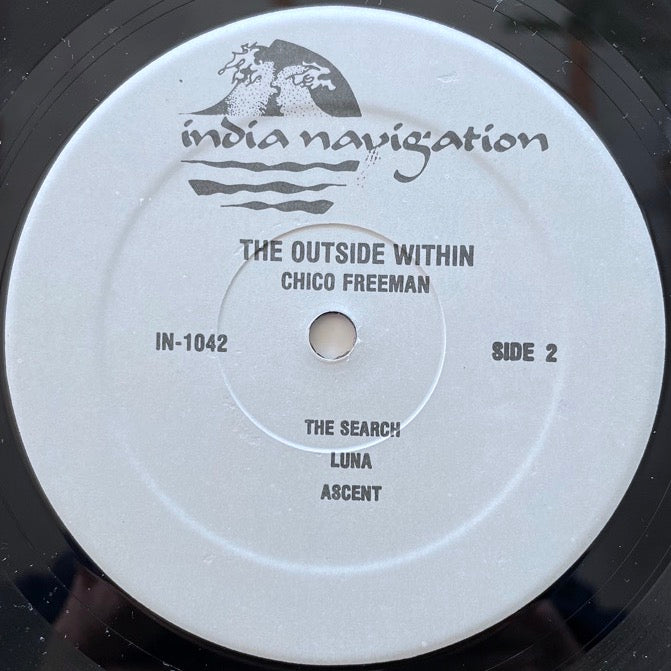 india navigation
THE OUTSIDE WITHIN
CHICO FREEMAN
IN-1042
SIDE 2
THE SEARCH
LUNA
ASCENT